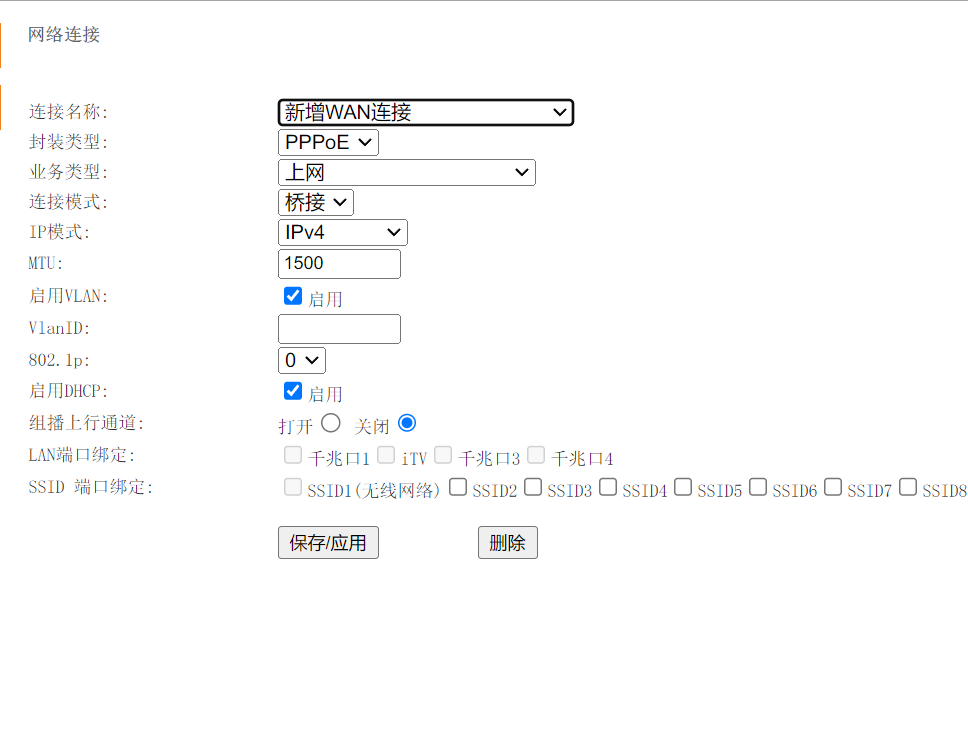 网络连接
连接名称: 新增WAN连接
封装类型: PPPoE
业务类型: 上网
连接模式: 桥接
IP模式: IPv4
MTU: 1500
启用VLAN: 启用
VlanID:
802.1p: 0
启用DHCP: 启用
组播上行通道: 打开 关闭
LAN端口绑定: 千兆口1 iTV 千兆口3 千兆口4
SSID 端口绑定: SSID1(无线网络) SSID2 SSID3 SSID4 SSID5 SSID6 SSID7 SSID8
保存/应用 删除